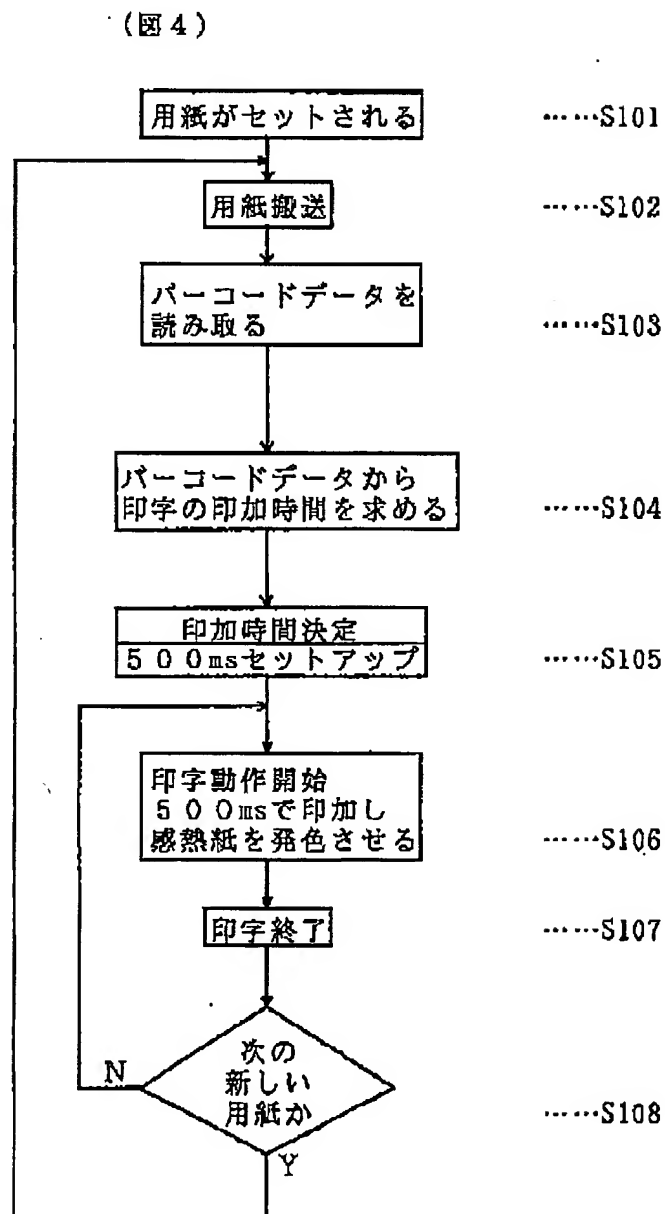 (図4)
用紙がセットされる ……S101
用紙搬送 ……S102
バーコードデータを
読み取る ……S103
バーコードデータから
印字の印加時間を求める ……S104
印加時間決定
500msセットアップ ……S105
印字動作開始
500msで印加し
感熱紙を発色させる ……S106
印字終了 ……S107
次の
N 新しい
用紙か ……S108
Y